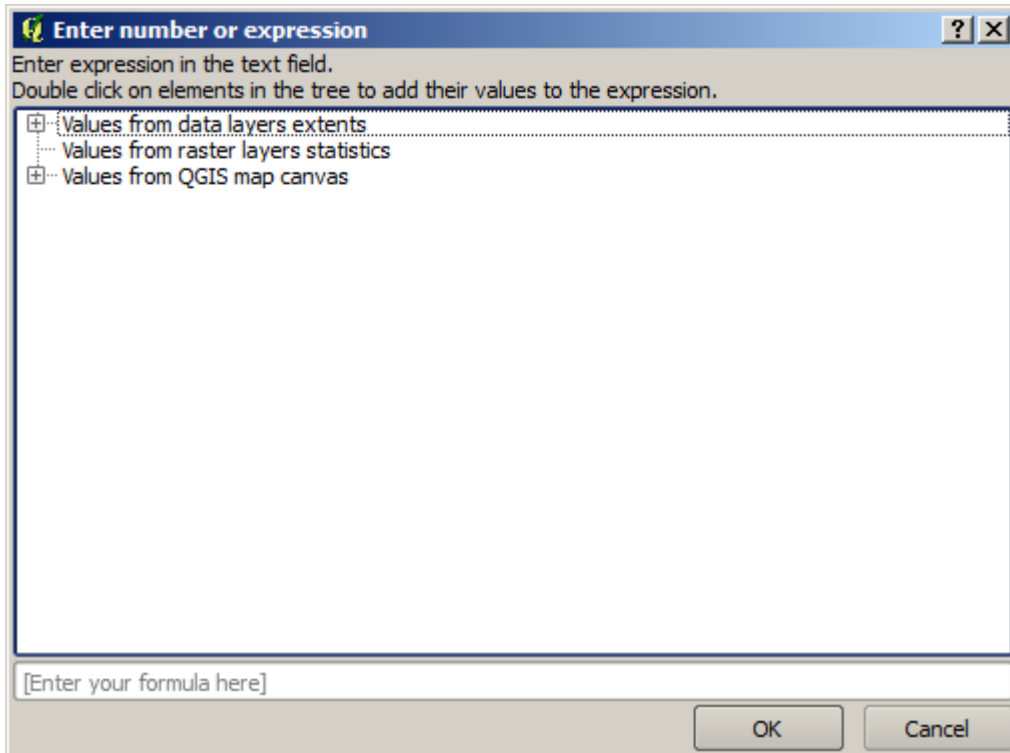 Enter number or expression
Enter expression in the text field.
Double click on elements in the tree to add their values to the expression.
Values from data layers extents
Values from raster layers statistics
Values from QGIS map canvas
[Enter your formula here]
OK Cancel